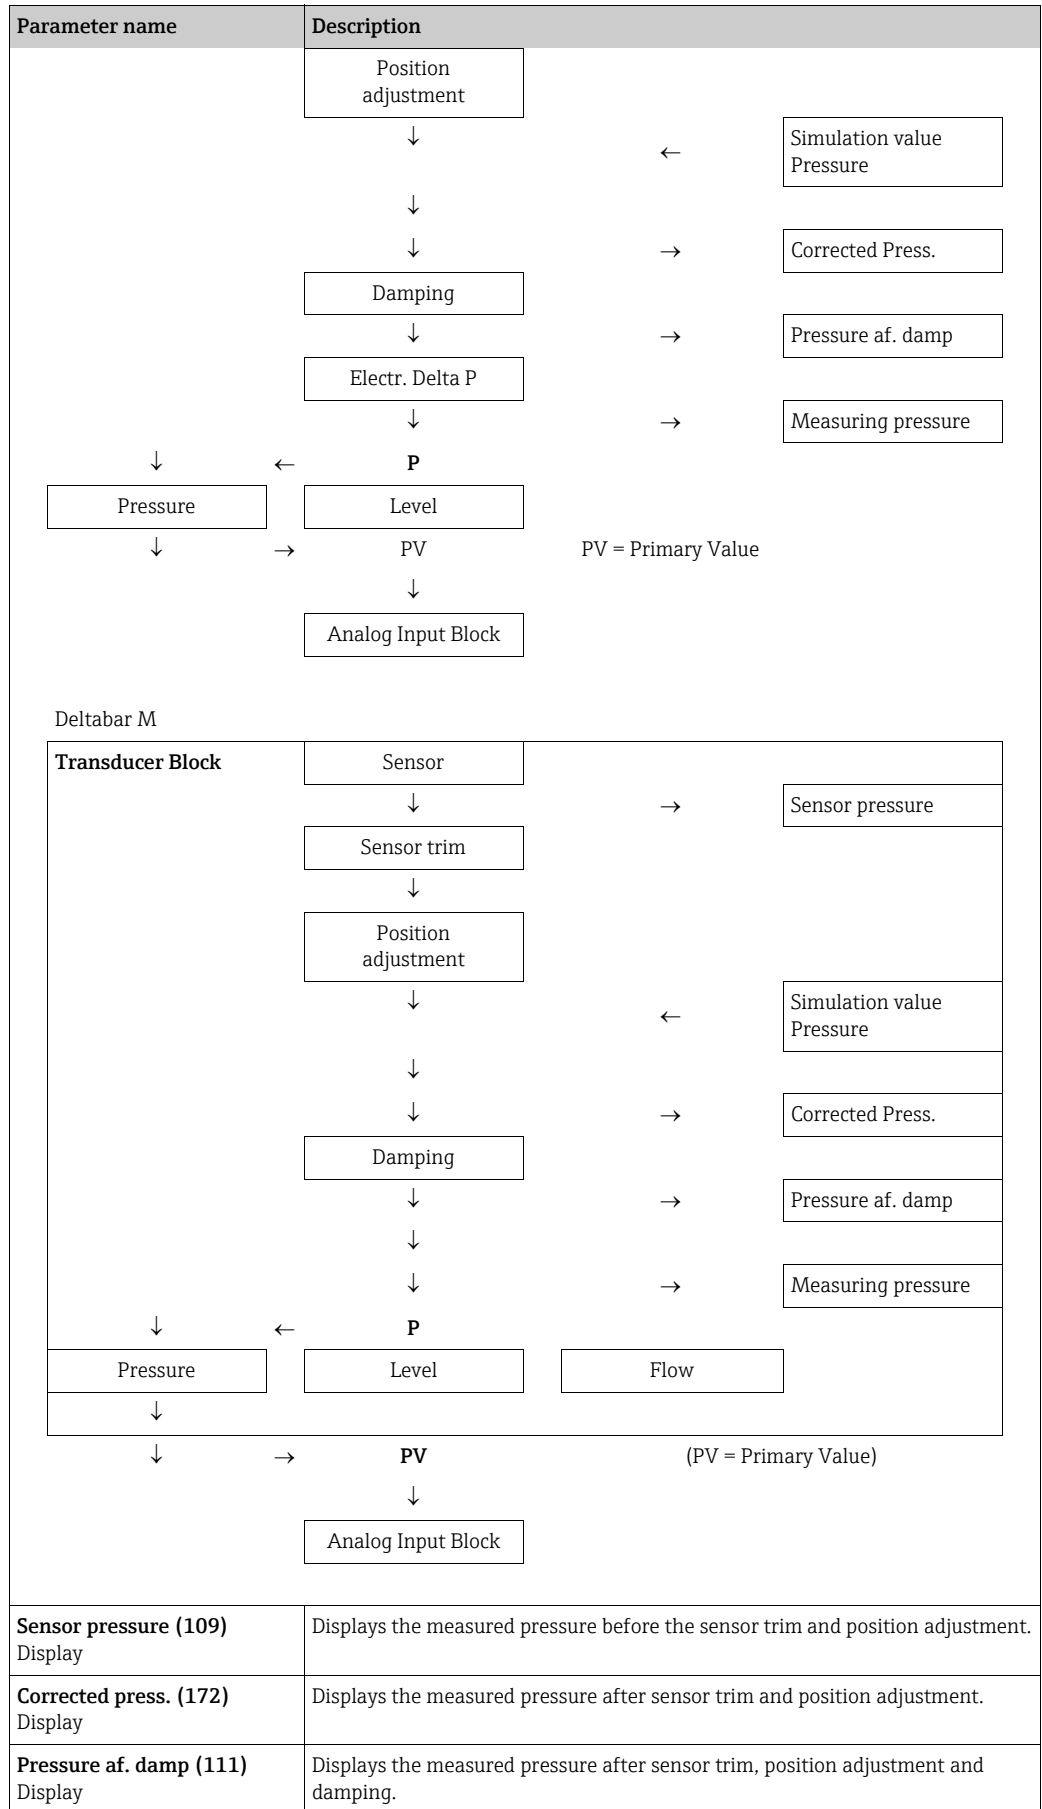 Parameter name Description
Position
adjustment
↓
← Simulation value
Pressure
↓
↓ → Corrected Press.
Damping
↓ → Pressure af. damp
Electr. Delta P
↓ → Measuring pressure
↓ ← P
Pressure Level
↓ → PV PV = Primary Value
↓
Analog Input Block
Deltabar M
Transducer Block Sensor
↓ → Sensor pressure
Sensor trim
↓
Position
adjustment
↓
← Simulation value
Pressure
↓
↓ → Corrected Press.
Damping
↓ → Pressure af. damp
↓
↓ → Measuring pressure
↓ ← P
Pressure Level Flow
↓
↓ → PV (PV = Primary Value)
↓
Analog Input Block
Sensor pressure (109) Displays the measured pressure before the sensor trim and position adjustment.
Display
Corrected press. (172) Displays the measured pressure after sensor trim and position adjustment.
Display
Pressure af. damp (111) Displays the measured pressure after sensor trim, position adjustment and
Display damping.